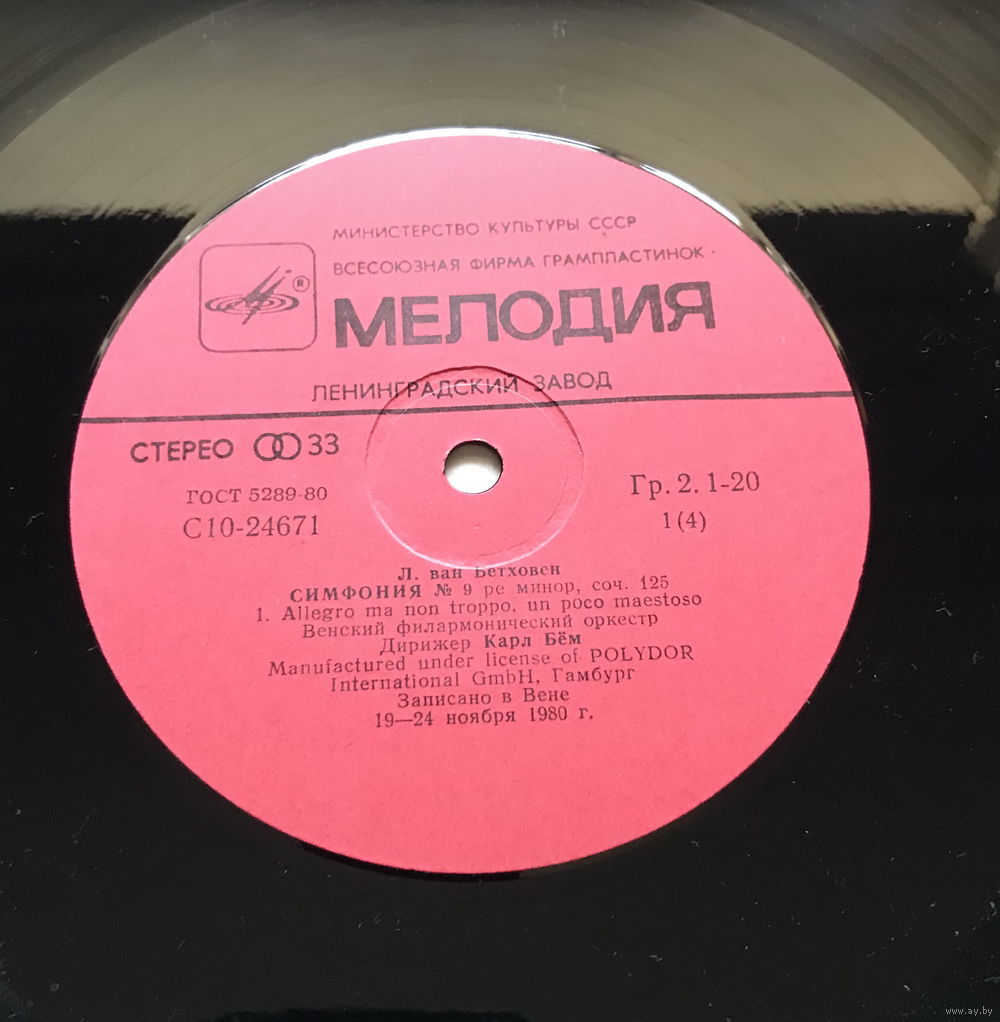 МИНИСТЕРСТВО КУЛЬТУРЫ СССР
ВСЕСОЮЗНАЯ ФИРМА ГРАМПЛАСТИНОК
®
МЕЛОДИЯ
ЛЕНИНГРАДСКИЙ ЗАВОД
СТЕРЕО 33
ГОСТ 5289-80
Гр. 2. 1-20
С10-24671
1 (4)
Л. ван Бетховен
СИМФОНИЯ № 9 ре минор, соч. 125
1. Allegro ma non troppo, un poco maestoso
Венский филармонический оркестр
Дирижер Карл Бём
Manufactured under license of POLYDOR
International GmbH, Гамбург
Записано в Вене
19—24 ноября 1980 г.
www.ay.by